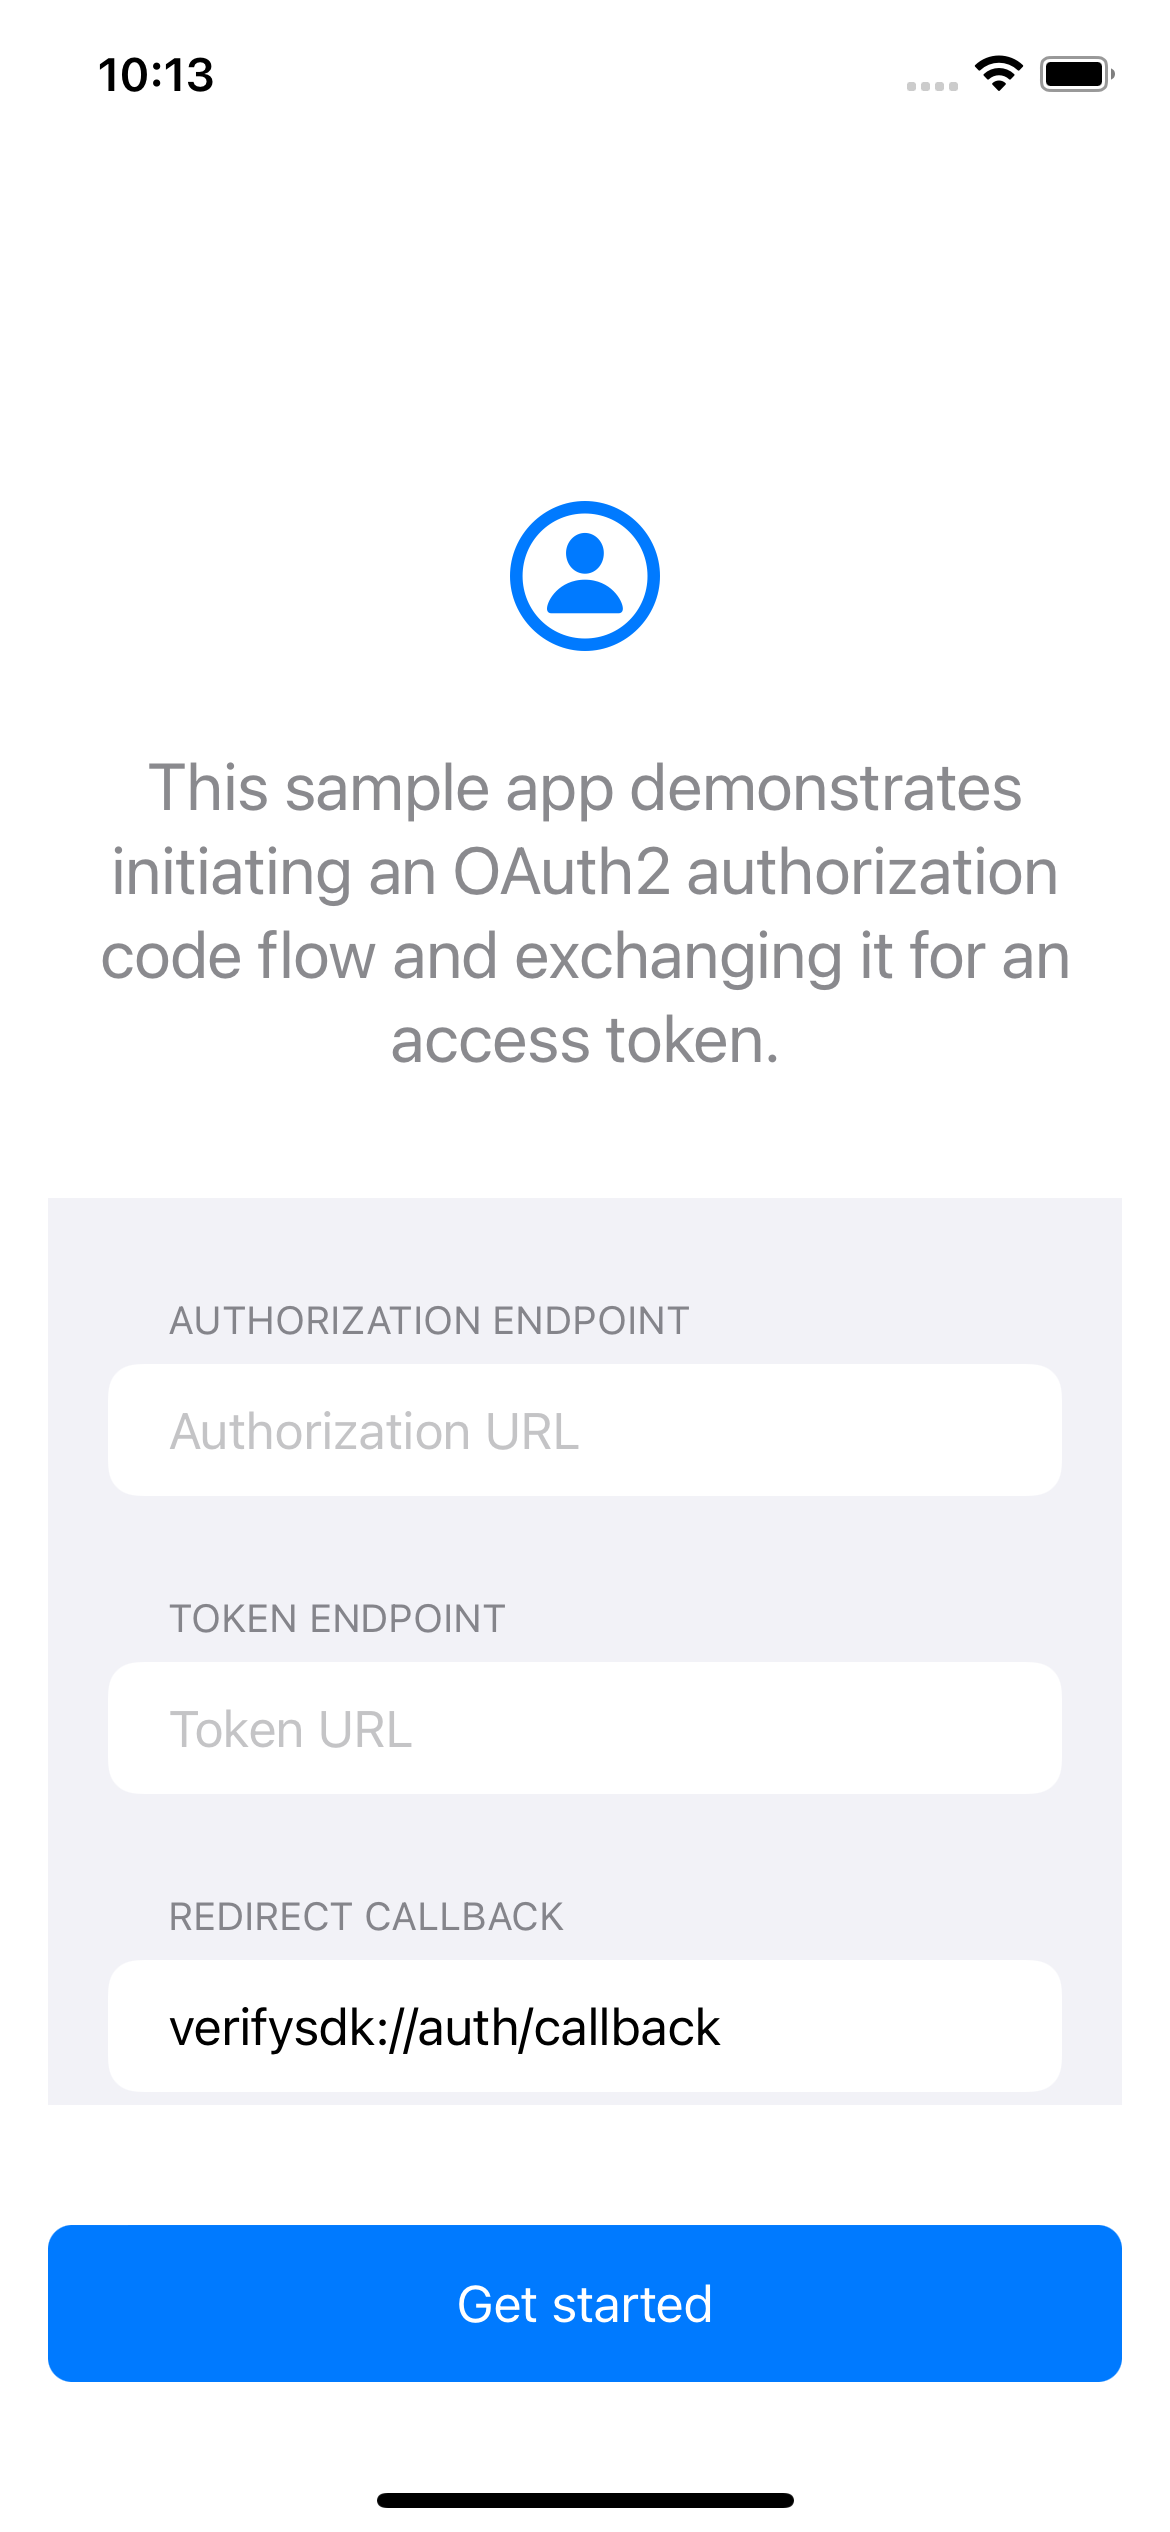 10:13
This sample app demonstrates
initiating an OAuth2 authorization
code flow and exchanging it for an
access token.
AUTHORIZATION ENDPOINT
Authorization URL
TOKEN ENDPOINT
Token URL
REDIRECT CALLBACK
verifysdk://auth/callback
Get started